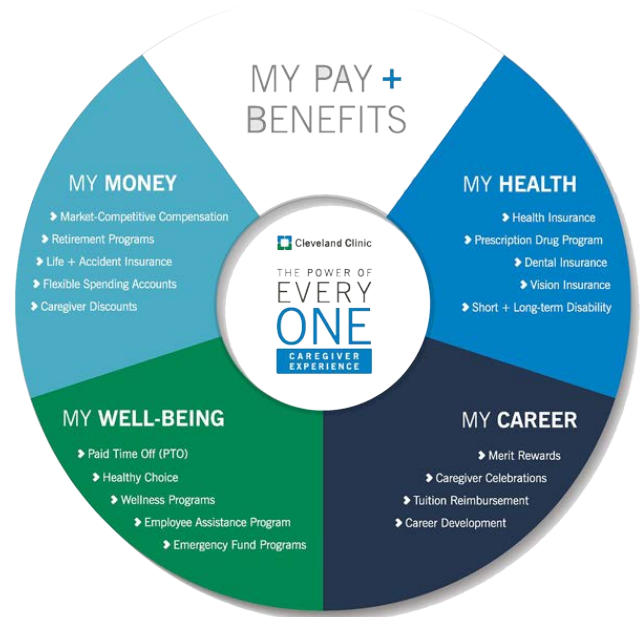 MY PAY +
BENEFITS
MY MONEY
Market-Competitive Compensation
Retirement Programs
Life + Accident Insurance
Flexible Spending Accounts
Caregiver Discounts
MY HEALTH
Health Insurance
Prescription Drug Program
Dental Insurance
Vision Insurance
Short + Long-term Disability
Cleveland Clinic
THE POWER OF
EVERY
ONE
CAREGIVER
EXPERIENCE
MY WELL-BEING
Paid Time Off (PTO)
Healthy Choice
Wellness Programs
Employee Assistance Program
Emergency Fund Programs
MY CAREER
Merit Rewards
Caregiver Celebrations
Tuition Reimbursement
Career Development